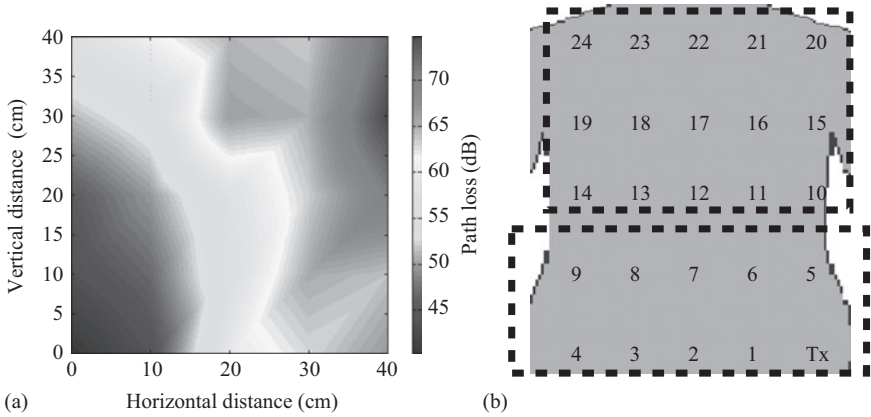 40
35
30
25
20
15
10
5
0
Vertical distance (cm)
0 10 20 30 40
Horizontal distance (cm)
(a)
70
65
60
55
50
45
Path loss (dB)
24 23 22 21 20
19 18 17 16 15
14 13 12 11 10
9 8 7 6 5
4 3 2 1 Tx
(b)